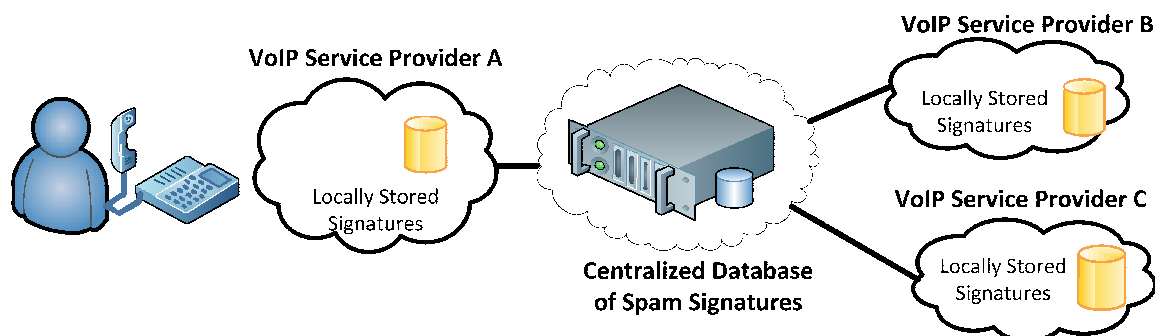 VoIP Service Provider A
Locally Stored
Signatures
Centralized Database
of Spam Signatures
VoIP Service Provider B
Locally Stored
Signatures
VoIP Service Provider C
Locally Stored
Signatures